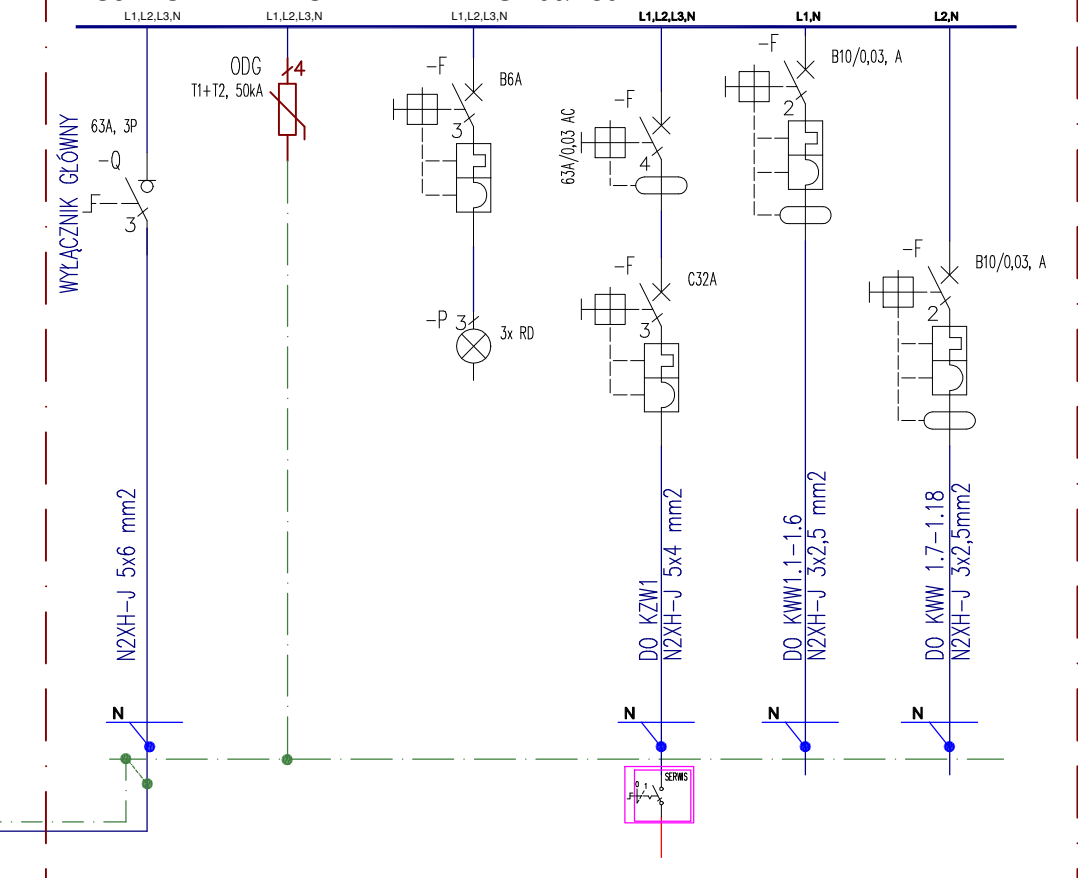 L1,L2,L3,N
L1,L2,L3,N
L1,L2,L3,N
L1,L2,L3,N
L1,N
L2,N
WYŁĄCZNIK GŁÓWNY
63A, 3P
-Q
3
N2XH-J 5x6 mm2
N
ODG
4
T1+T2, 50kA
-F
B6A
3
-P
3
3x RD
63A/0,03 AC
-F
4
-F
C32A
3
DO KZW1
N2XH-J 5x4 mm2
N
SERWIS
0
1
-F
B10/0,03, A
2
DO KWW1.1-1.6
N2XH-J 3x2,5 mm2
N
-F
B10/0,03, A
2
DO KWW 1.7-1.18
N2XH-J 3x2,5mm2
N